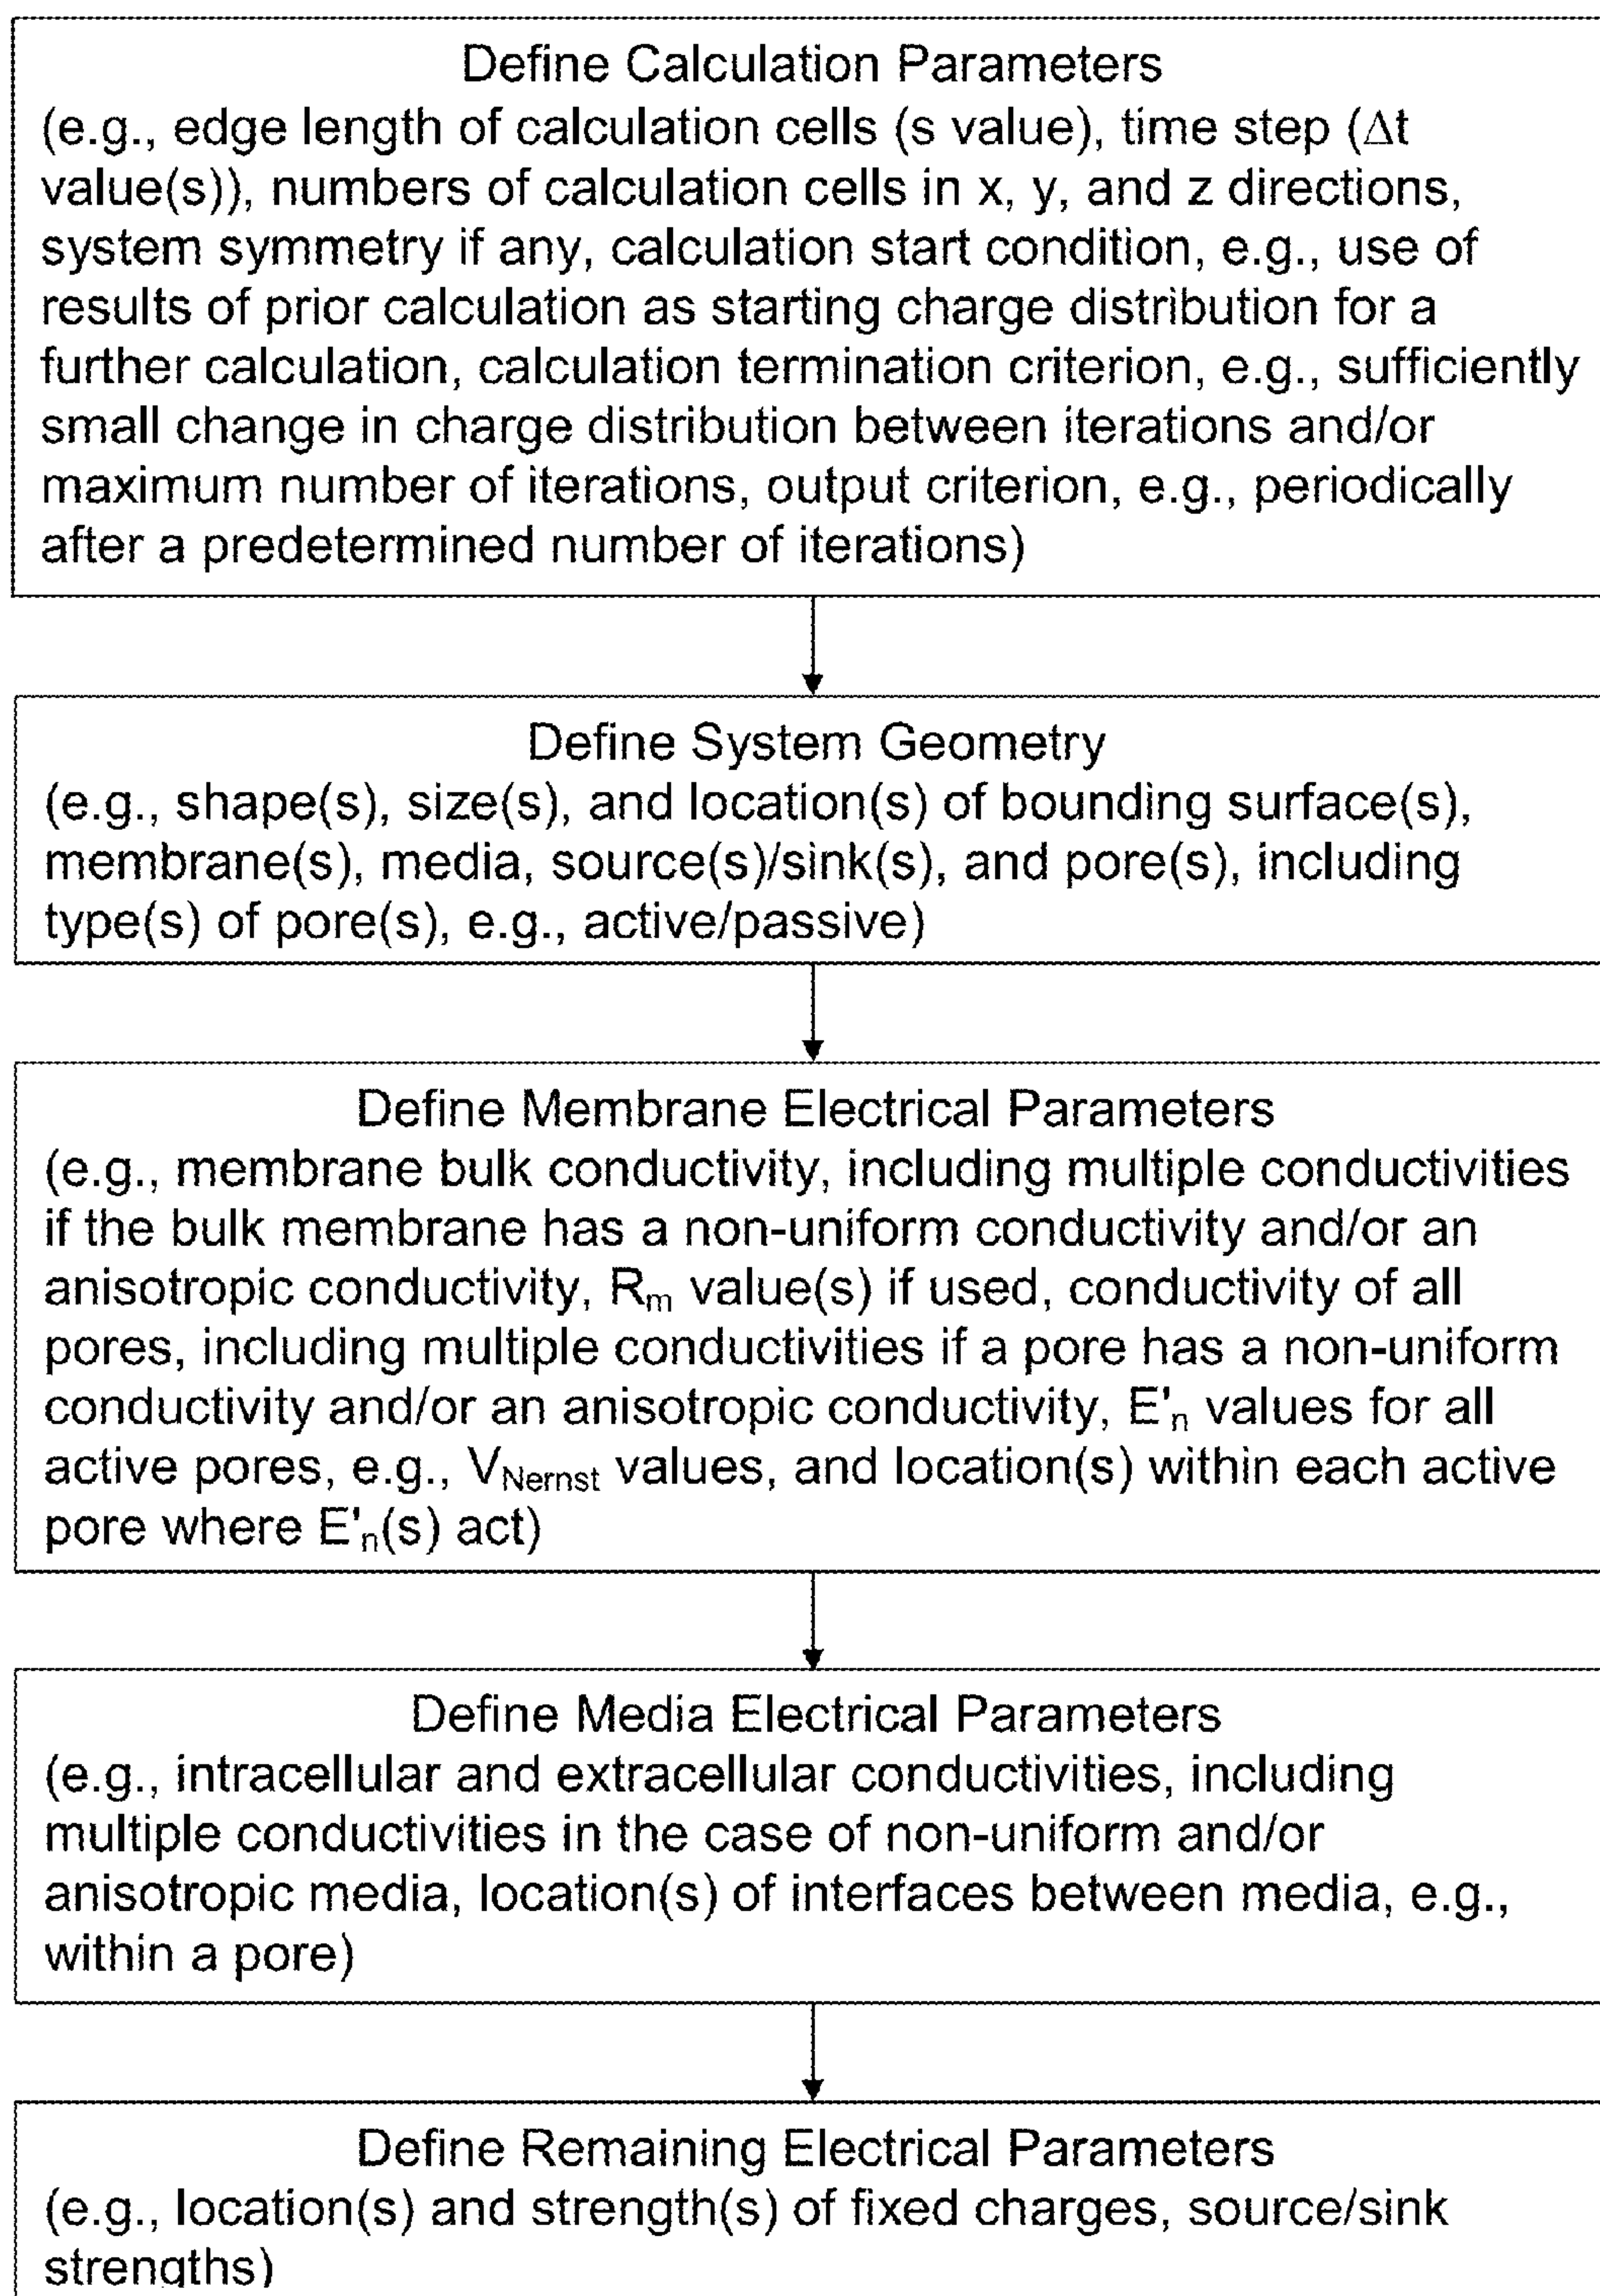 Define Calculation Parameters
(e.g., edge length of calculation cells (s value), time step (Δt
value(s)), numbers of calculation cells in x, y, and z directions,
system symmetry if any, calculation start condition, e.g., use of
results of prior calculation as starting charge distribution for a
further calculation, calculation termination criterion, e.g., sufficiently
small change in charge distribution between iterations and/or
maximum number of iterations, output criterion, e.g., periodically
after a predetermined number of iterations)
Define System Geometry
(e.g., shape(s), size(s), and location(s) of bounding surface(s),
membrane(s), media, source(s)/sink(s), and pore(s), including
type(s) of pore(s), e.g., active/passive)
Define Membrane Electrical Parameters
(e.g., membrane bulk conductivity, including multiple conductivities
if the bulk membrane has a non-uniform conductivity and/or an
anisotropic conductivity, Rm value(s) if used, conductivity of all
pores, including multiple conductivities if a pore has a non-uniform
conductivity and/or an anisotropic conductivity, E'n values for all
active pores, e.g., VNernst values, and location(s) within each active
pore where E'n(s) act)
Define Media Electrical Parameters
(e.g., intracellular and extracellular conductivities, including
multiple conductivities in the case of non-uniform and/or
anisotropic media, location(s) of interfaces between media, e.g.,
within a pore)
Define Remaining Electrical Parameters
(e.g., location(s) and strength(s) of fixed charges, source/sink
strengths)